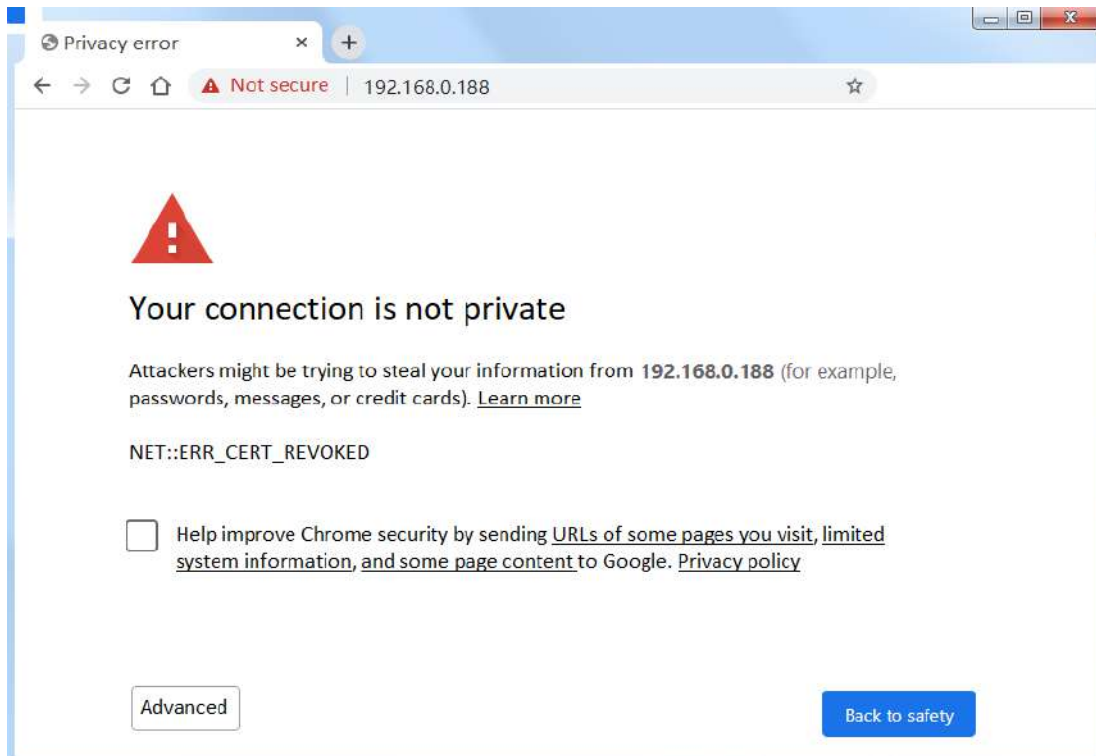 Privacy error
Not secure | 192.168.0.188
Your connection is not private
Attackers might be trying to steal your information from 192.168.0.188 (for example,
passwords, messages, or credit cards). Learn more
NET::ERR_CERT_REVOKED
Help improve Chrome security by sending URLs of some pages you visit, limited
system information, and some page content to Google. Privacy policy
Advanced
Back to safety